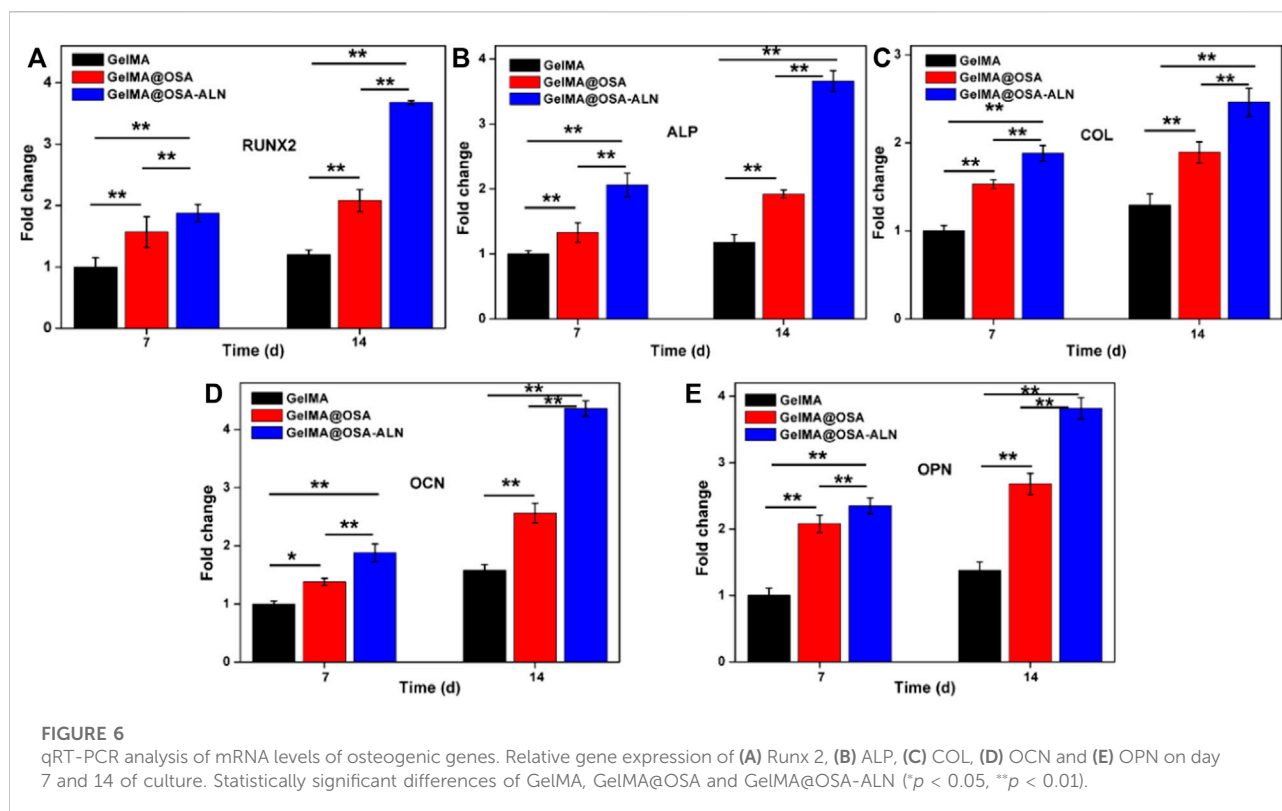 A
GelMA
GelMA@OSA
GelMA@OSA-ALN
RUNX2
**
**
**
**
**
**
Fold change
0
1
2
3
4
7
14
Time (d)
B
GelMA
GelMA@OSA
GelMA@OSA-ALN
ALP
**
**
**
**
**
**
Fold change
0
1
2
3
4
7
14
Time (d)
C
GelMA
GelMA@OSA
GelMA@OSA-ALN
COL
**
**
**
**
**
**
Fold change
0
1
2
3
7
14
Time (d)
D
GelMA
GelMA@OSA
GelMA@OSA-ALN
OCN
*
**
**
**
**
**
Fold change
0
1
2
4
7
14
Time (d)
E
GelMA
GelMA@OSA
GelMA@OSA-ALN
OPN
**
**
**
**
**
**
Fold change
0
1
2
3
4
7
14
Time (d)
FIGURE 6
qRT-PCR analysis of mRNA levels of osteogenic genes. Relative gene expression of (A) Runx 2, (B) ALP, (C) COL, (D) OCN and (E) OPN on day
7 and 14 of culture. Statistically significant differences of GelMA, GelMA@OSA and GelMA@OSA-ALN (*p < 0.05, **p < 0.01).